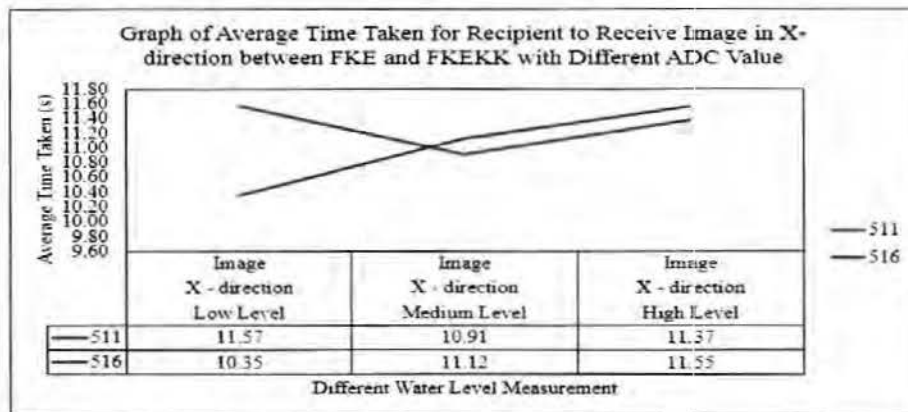 Graph of Average Time Taken for Recipient to Receive Image in X-
direction between FKE and FKEKK with Different ADC Value
Average Time Taken (s)
11.80
11.60
11.40
11.20
11.00
10.80
10.60
10.40
10.20
10.00
9.80
9.60
Image
X - direction
Low Level
Image
X - direction
Medium Level
Image
X - direction
High Level
511 11.57 10.91 11.37
516 10.35 11.12 11.55
Different Water Level Measurement
511
516